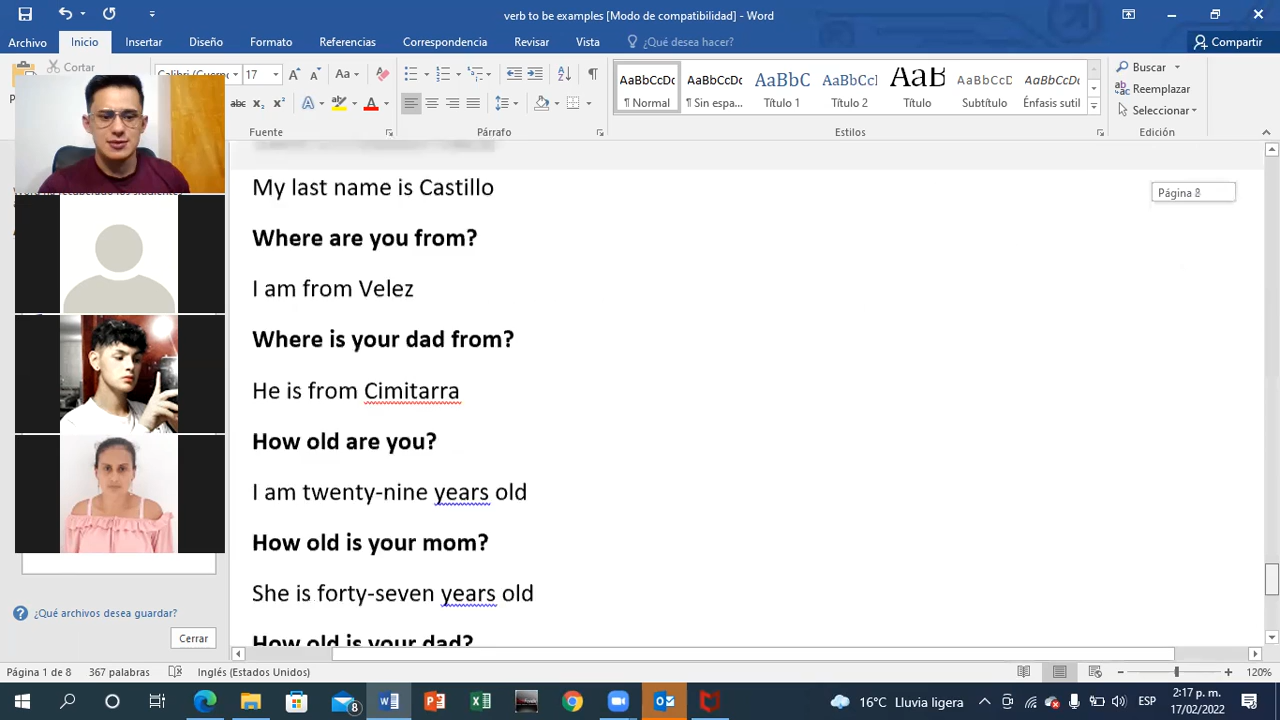 verb to be examples [Modo de compatibilidad] - Word
Archivo Inicio Insertar Diseño Formato Referencias Correspondencia Revisar Vista ¿Qué desea hacer? Compartir
Cortar
17
Aa
abc x₂ x² A A
Fuente
Párrafo
AaBbCcDc AaBbCcDc AaBbC AaBbCcl AaB AaBbCcD AaBbCcDc
¶ Normal ¶ Sin espa... Título 1 Título 2 Título Subtítulo Énfasis sutil
Estilos
Buscar
Reemplazar
Seleccionar
Edición
Página 8
My last name is Castillo
Where are you from?
I am from Velez
Where is your dad from?
He is from Cimitarra
How old are you?
I am twenty-nine years old
How old is your mom?
She is forty-seven years old
How old is your dad?
¿Qué archivos desea guardar?
Cerrar
Página 1 de 8 367 palabras Inglés (Estados Unidos) 120%
8
16°C Lluvia ligera ESP 2:17 p. m.
17/02/2022